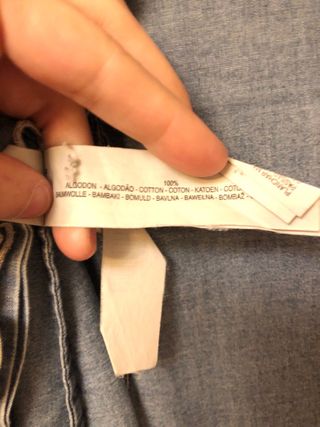 100%
ALGODON - ALGODÃO - COTTON - COTON - KATOEN -
BAUMWOLLE - BAMBAKI - BOMULD - BAVLNA - BAWEŁNA - BOMBAŽ -